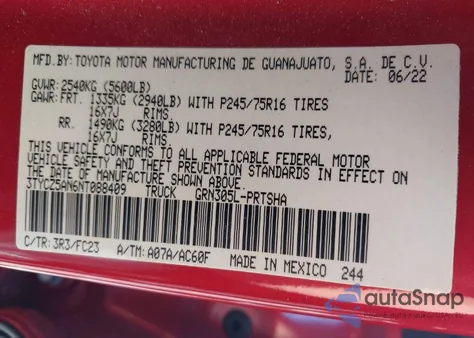 MFD.BY: TOYOTA MOTOR MANUFACTURING DE GUANAJUATO, S.A. DE C.V.
DATE: 06/22
GVWR: 2540KG (5600LB)
GAWR: FRT. 1335KG (2940LB) WITH P245/75R16 TIRES
16X7J RIMS,
RR. 1490KG (3280LB) WITH P245/75R16 TIRES,
16X7J RIMS.
THIS VEHICLE CONFORMS TO ALL APPLICABLE FEDERAL MOTOR
VEHICLE SAFETY AND THEFT PREVENTION STANDARDS IN EFFECT ON
THE DATE OF MANUFACTURE SHOWN ABOVE.
3TYCZ5AN6NT088409 TRUCK GRN305L-PRTSHA
C/TR: 3R3/FC23 A/TM: A07A/AC60F MADE IN MEXICO 244
autaSnap